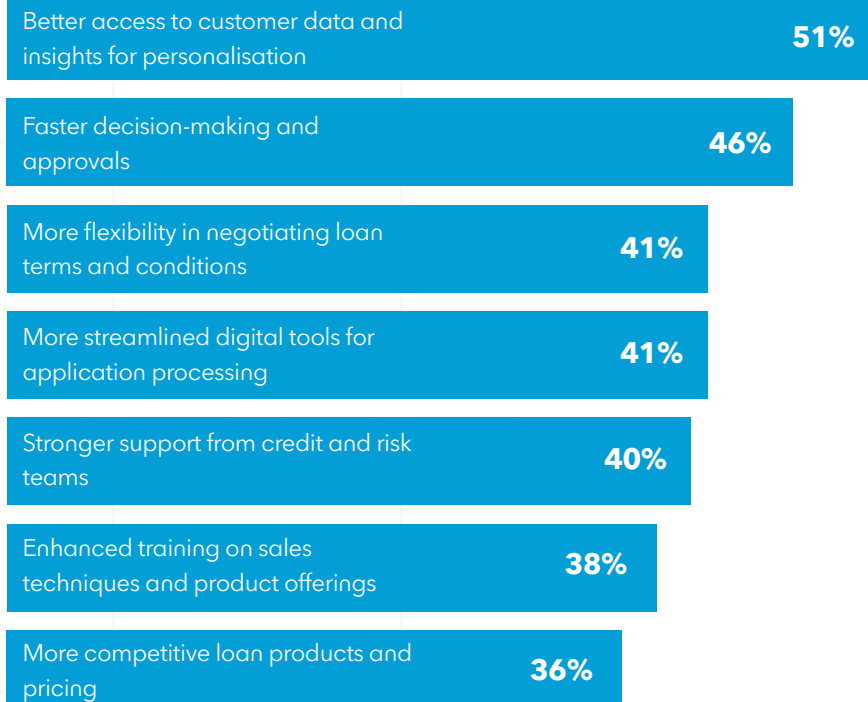 Better access to customer data and
insights for personalisation
51%
Faster decision-making and
approvals
46%
More flexibility in negotiating loan
terms and conditions
41%
More streamlined digital tools for
application processing
41%
Stronger support from credit and risk
teams
40%
Enhanced training on sales
techniques and product offerings
38%
More competitive loan products and
pricing
36%